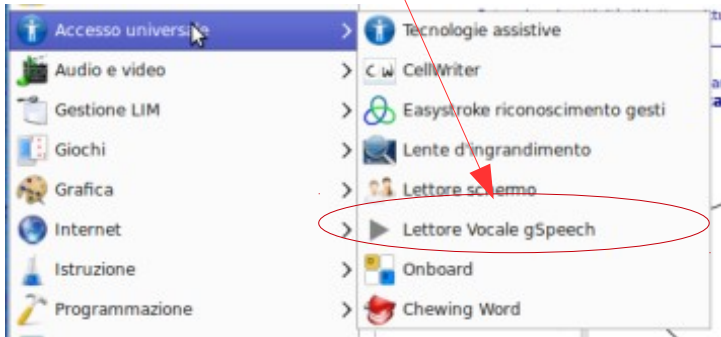 Accesso universale
Audio e video
Gestione LIM
Giochi
Grafica
Internet
Istruzione
Programmazione
Tecnologie assistive
C W CellWriter
Easystroke riconoscimento gesti
Lente d'ingrandimento
Lettore schermo
Lettore Vocale gSpeech
Onboard
Chewing Word